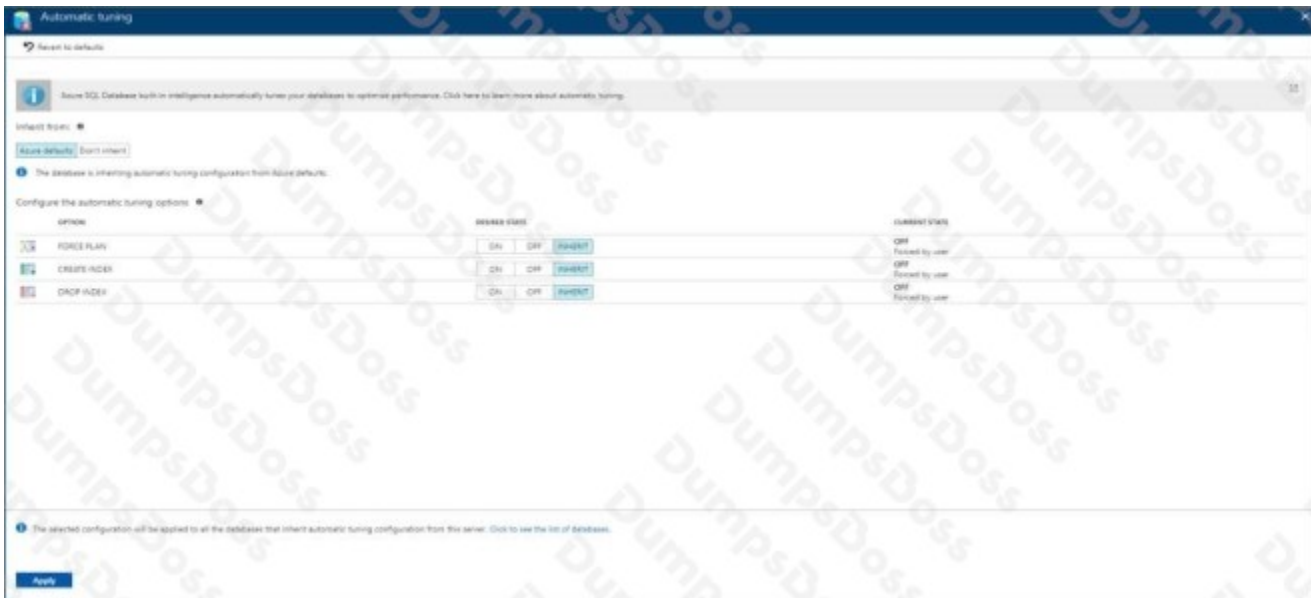 Automatic tuning
Revert to defaults
Azure SQL Database built-in intelligence automatically tunes your databases to optimize performance. Click here to learn more about automatic tuning.
Inherit from:
Azure defaults Don't inherit
The database is inheriting automatic tuning configuration from Azure defaults.
Configure the automatic tuning options
OPTION DESIRED STATE CURRENT STATE
FORCE PLAN ON OFF INHERIT OFF
Forced by user
CREATE INDEX ON OFF INHERIT OFF
Forced by user
DROP INDEX ON OFF INHERIT OFF
Forced by user
The selected configuration will be applied to all the databases that inherit automatic tuning configuration from this server. Click to see the list of databases.
Apply
DumpsDoss